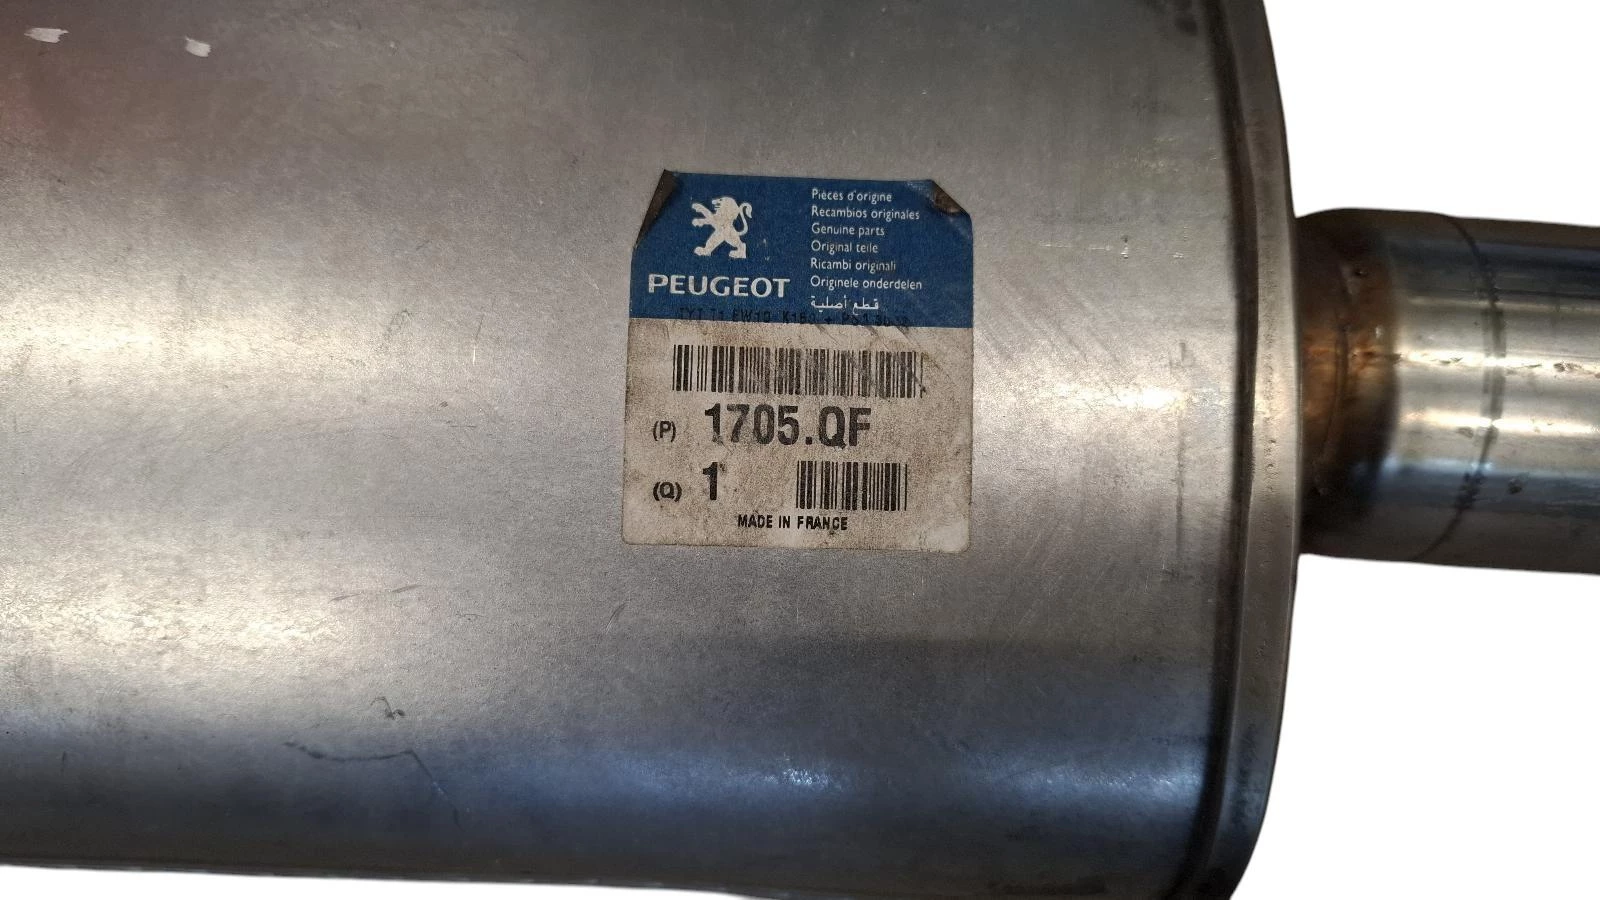 Pièces d'origine
Recambios originales
Genuine parts
Original teile
Ricambi originali
Originele onderdelen
قطع أصلية
PEUGEOT
(P) 1705.QF
(Q) 1
MADE IN FRANCE